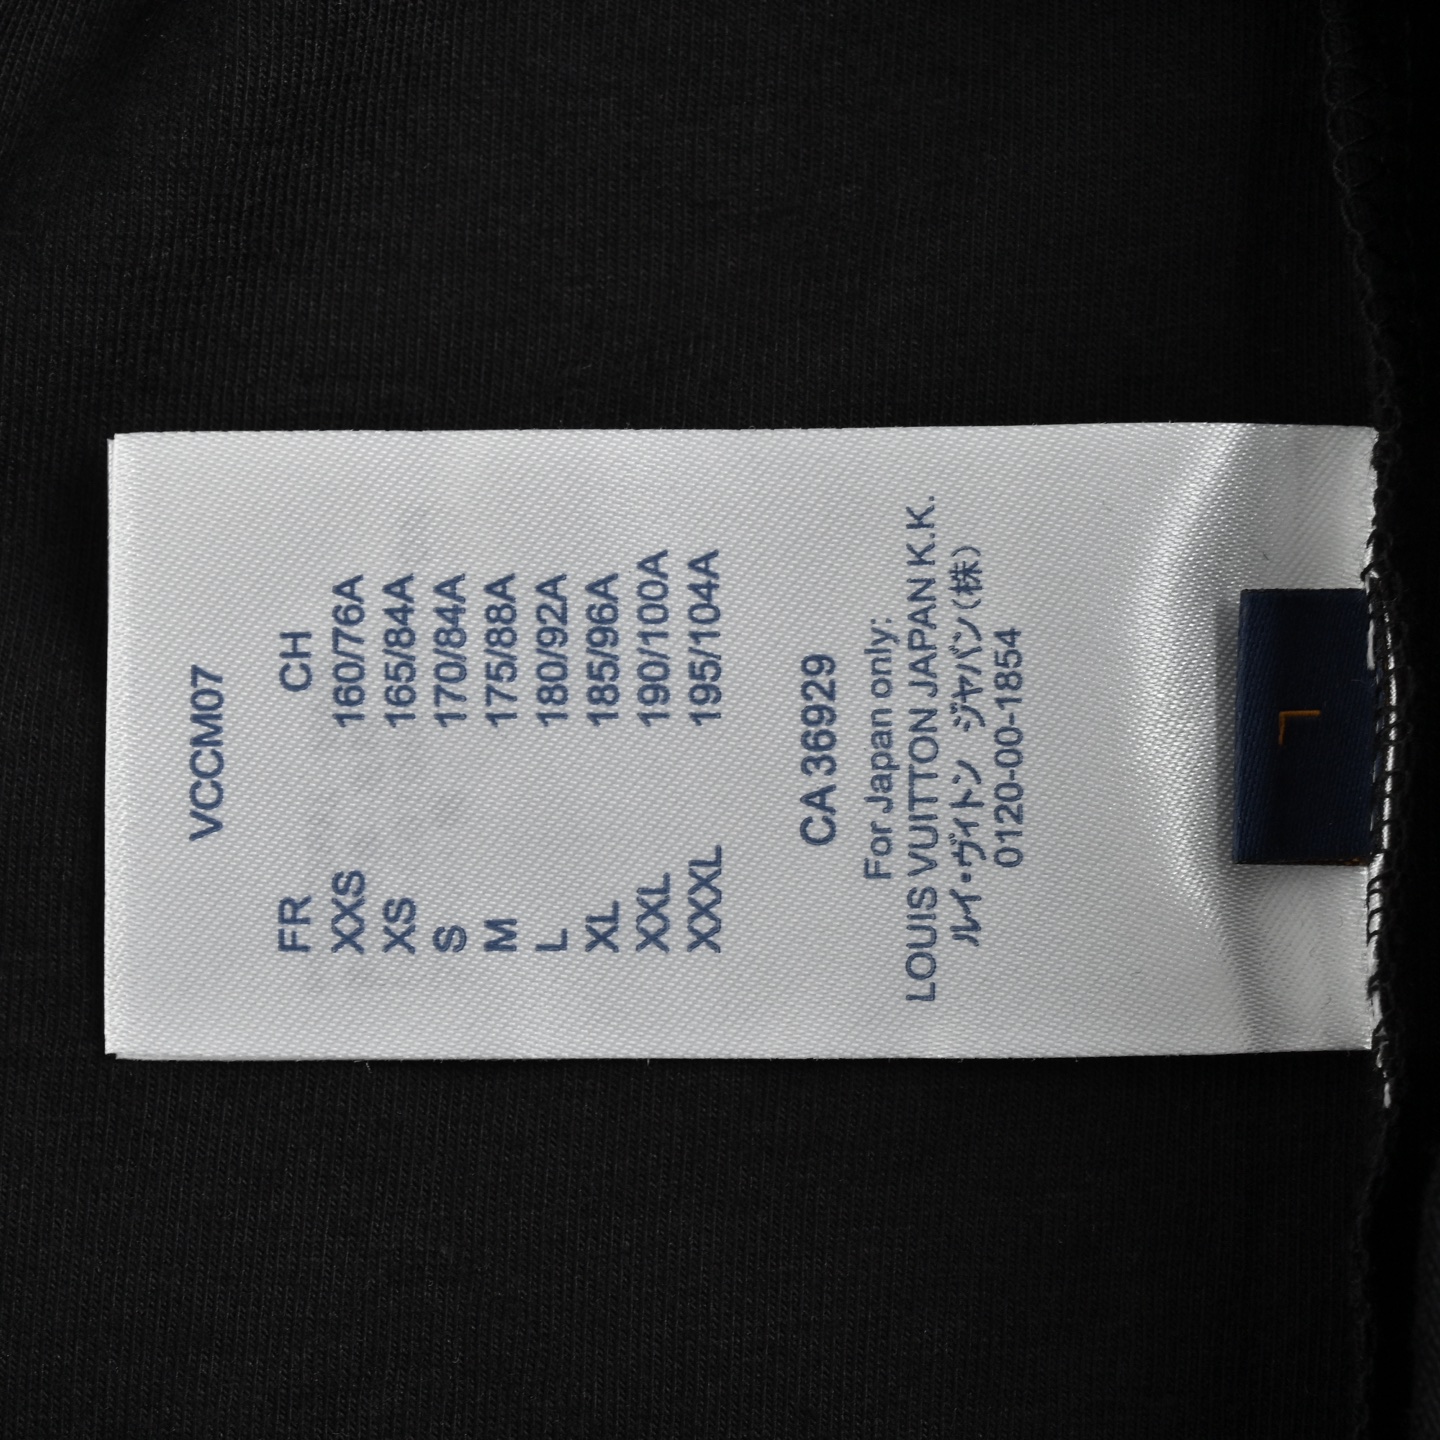 VCCM07
FR CH
XXS 160/76A
XS 165/84A
S 170/84A
M 175/88A
L 180/92A
XL 185/96A
XXL 190/100A
XXXL 195/104A
CA 36929
For Japan only:
LOUIS VUITTON JAPAN K.K.
ルイ・ヴィトン ジャパン(株)
0120-00-1854
L